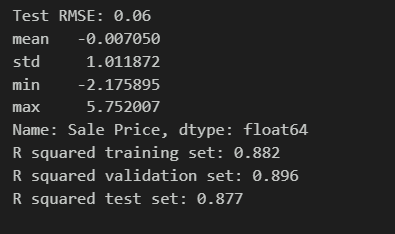 Test RMSE: 0.06
mean   -0.007050
std     1.011872
min    -2.175895
max     5.752007
Name: Sale Price, dtype: float64
R squared training set: 0.882
R squared validation set: 0.896
R squared test set: 0.877